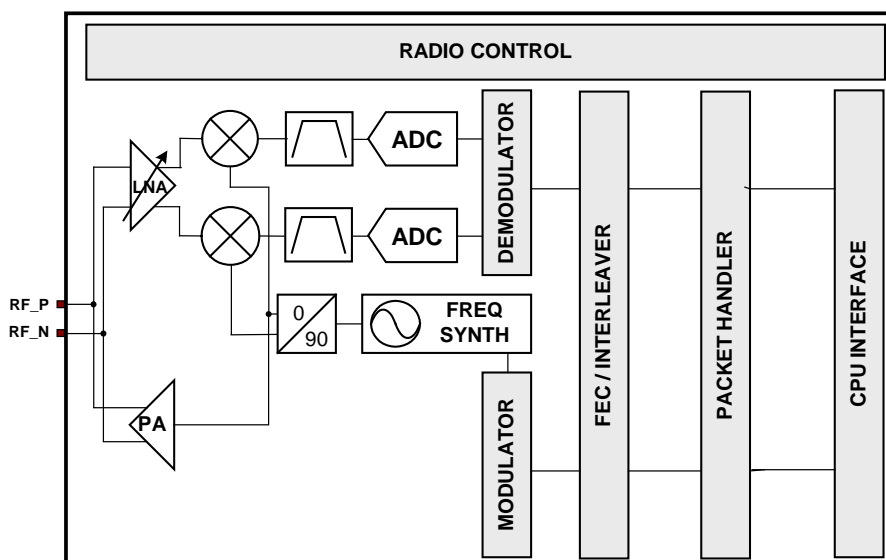 RADIO CONTROL
LNA
ADC
ADC
DEMODULATOR
FEC / INTERLEAVER
PACKET HANDLER
CPU INTERFACE
RF_P
RF_N
0
90
FREQ
SYNTH
PA
MODULATOR